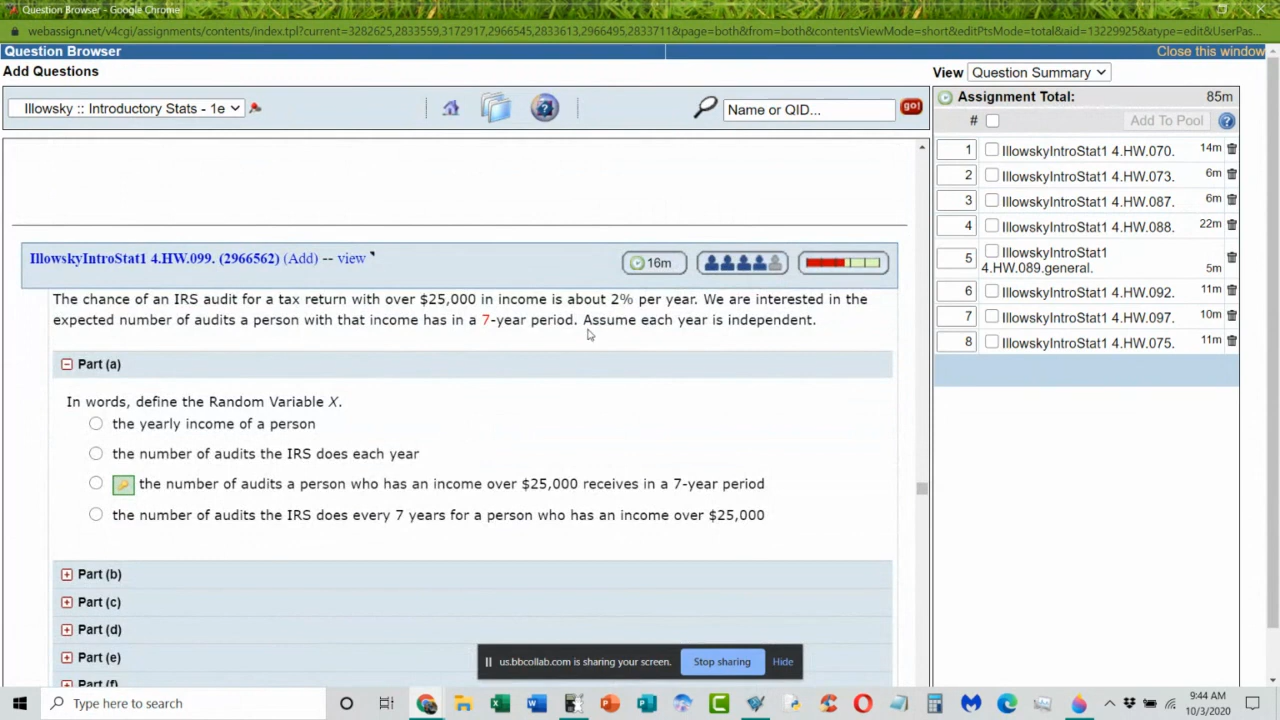 Question Browser - Google Chrome
webassign.net/v4cgi/assignments/contents/index.tpl?current=3282625,2833559,3172917,2966545,2833613,2966495,2833711&page=both&from=both&contentsViewMode=short&editPtsMode=total&aid=13229925&atype=edit&UserPas...
Question Browser
Close this window
Add Questions
View Question Summary
Illowsky :: Introductory Stats - 1e
Name or QID...
go!
Assignment Total: 85m
# Add To Pool ?
1 IllowskyIntroStat1 4.HW.070. 14m
2 IllowskyIntroStat1 4.HW.073. 6m
3 IllowskyIntroStat1 4.HW.087. 6m
4 IllowskyIntroStat1 4.HW.088. 22m
5 IllowskyIntroStat1
4.HW.089.general. 5m
6 IllowskyIntroStat1 4.HW.092. 11m
7 IllowskyIntroStat1 4.HW.097. 10m
8 IllowskyIntroStat1 4.HW.075. 11m
IllowskyIntroStat1 4.HW.099. (2966562) (Add) -- view
16m
The chance of an IRS audit for a tax return with over $25,000 in income is about 2% per year. We are interested in the
expected number of audits a person with that income has in a 7-year period. Assume each year is independent.
Part (a)
In words, define the Random Variable X.
the yearly income of a person
the number of audits the IRS does each year
the number of audits a person who has an income over $25,000 receives in a 7-year period
the number of audits the IRS does every 7 years for a person who has an income over $25,000
Part (b)
Part (c)
Part (d)
Part (e)
Part (f)
us.bbcollab.com is sharing your screen.
Stop sharing
Hide
Type here to search
9:44 AM
10/3/2020